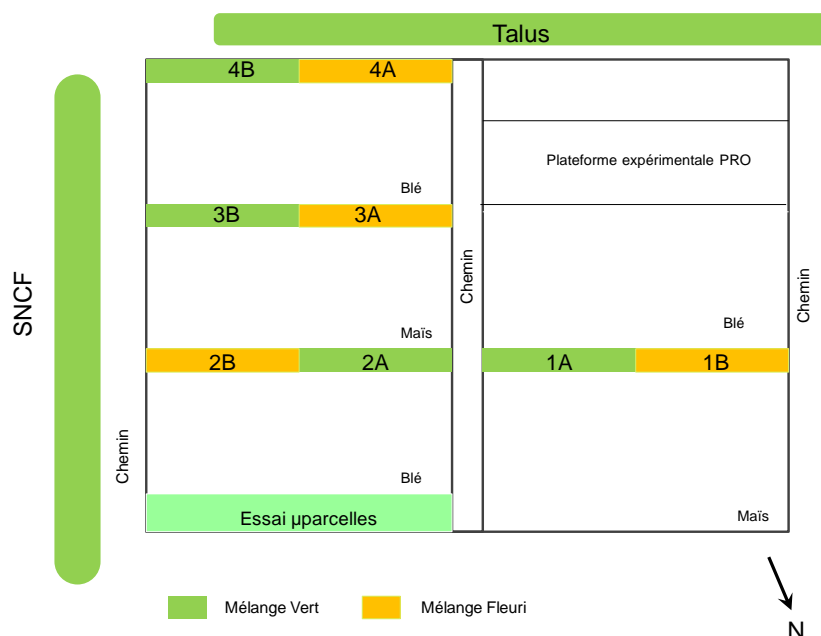 Talus
4B
4A
Plateforme expérimentale PRO
Blé
3B
3A
SNCF
Chemin
Chemin
Blé
Maïs
2B
2A
1A
1B
Chemin
Blé
Essai µparcelles
Maïs
Mélange Vert
Mélange Fleuri
N